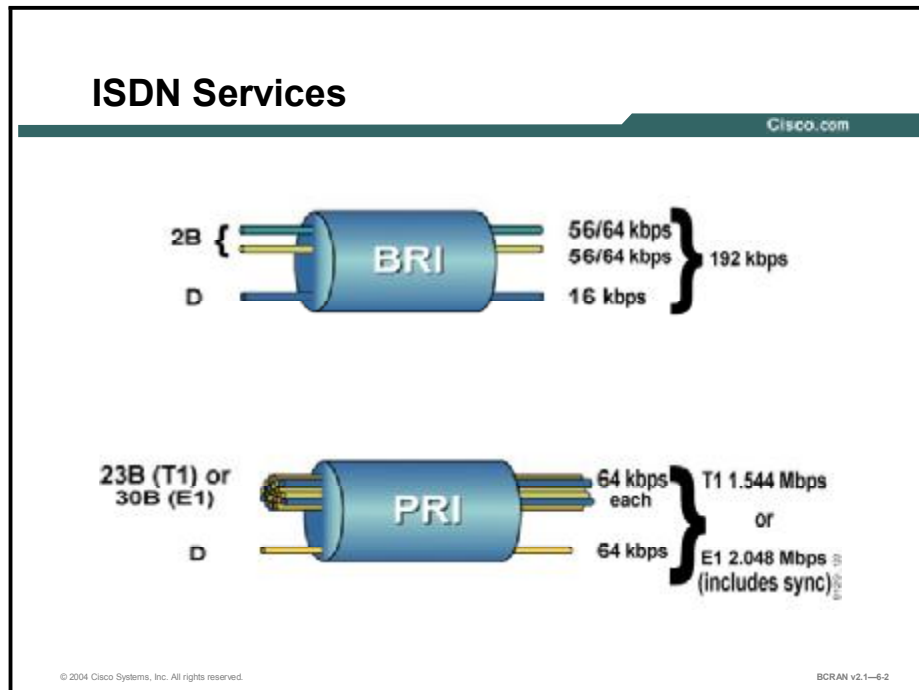 ISDN Services
Cisco.com
2B {
D
BRI
56/64 kbps
56/64 kbps
16 kbps
192 kbps
23B (T1) or
30B (E1)
D
PRI
64 kbps
each
64 kbps
T1 1.544 Mbps
or
E1 2.048 Mbps
(includes sync)
© 2004 Cisco Systems, Inc. All rights reserved.
BCRAN v2.1—6-2